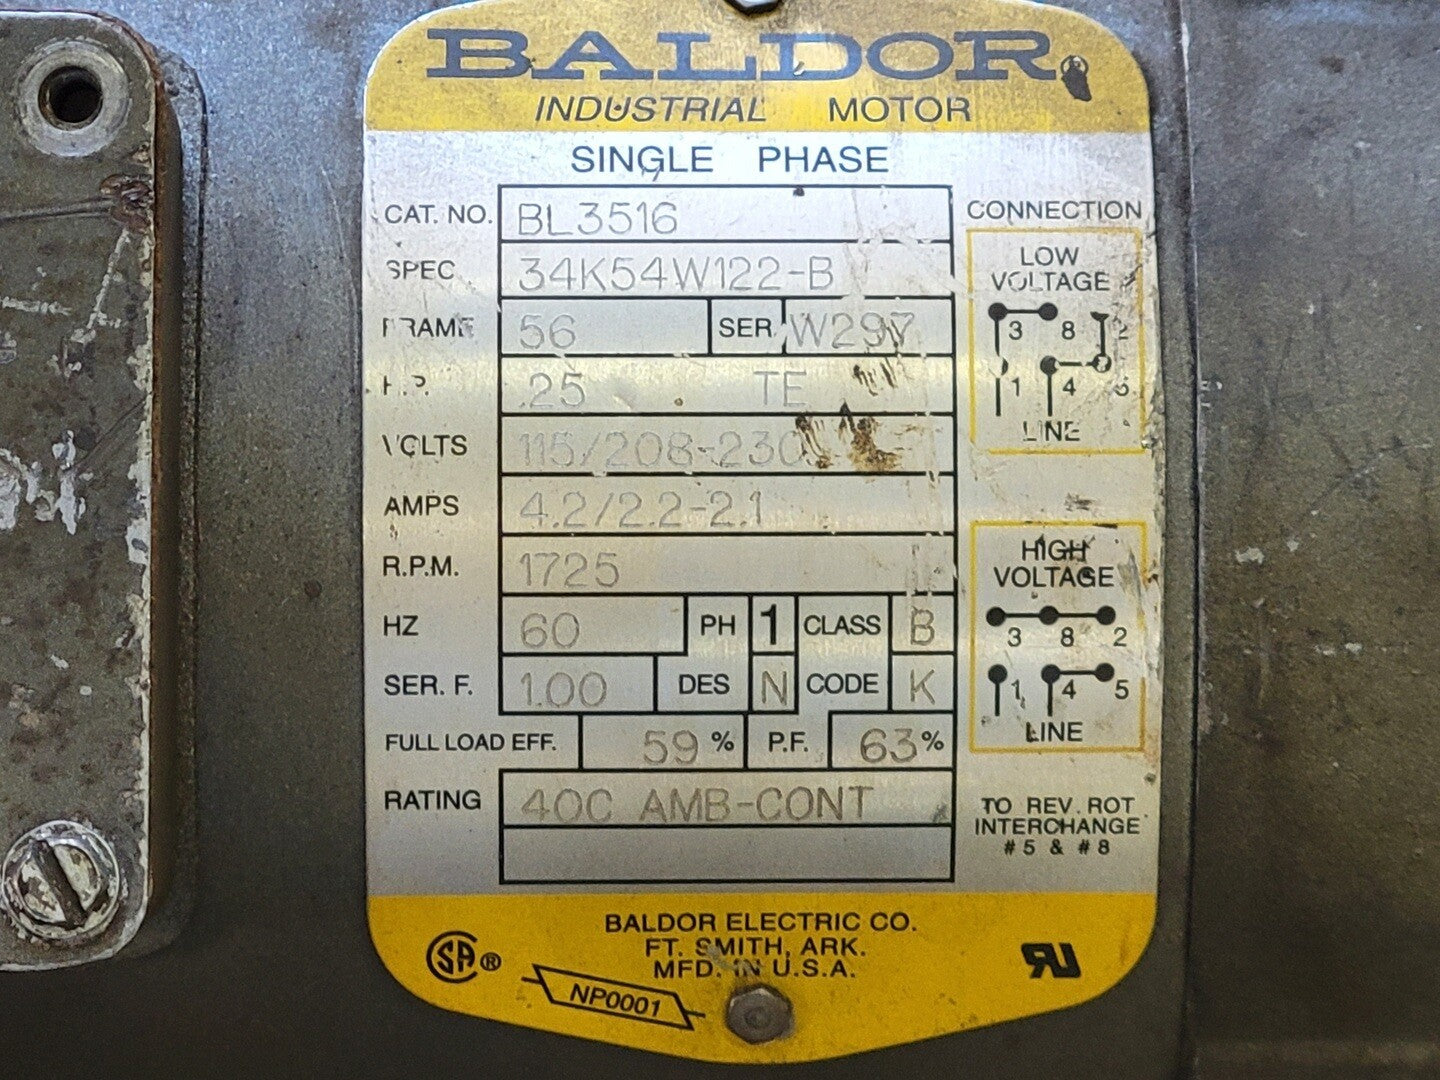 BALDOR
INDUSTRIAL MOTOR
SINGLE PHASE
CAT. NO. BL3516
SPEC 34K54W122-B
FRAME 56 SER. W297
H.P. .25 TE
VOLTS 115/208-230
AMPS 4.2/2.2-2.1
R.P.M. 1725
HZ 60 PH 1 CLASS B
SER. F. 1.00 DES N CODE K
FULL LOAD EFF. 59 % P.F. 63 %
RATING 40C AMB-CONT
CONNECTION
LOW
VOLTAGE
3 8 2
1 4
LINE
HIGH
VOLTAGE
3 8 2
1 4 5
LINE
TO REV. ROT
INTERCHANGE
#5 & #8
BALDOR ELECTRIC CO.
FT. SMITH, ARK.
MFD. IN U.S.A.
SA®
NP0001
RU